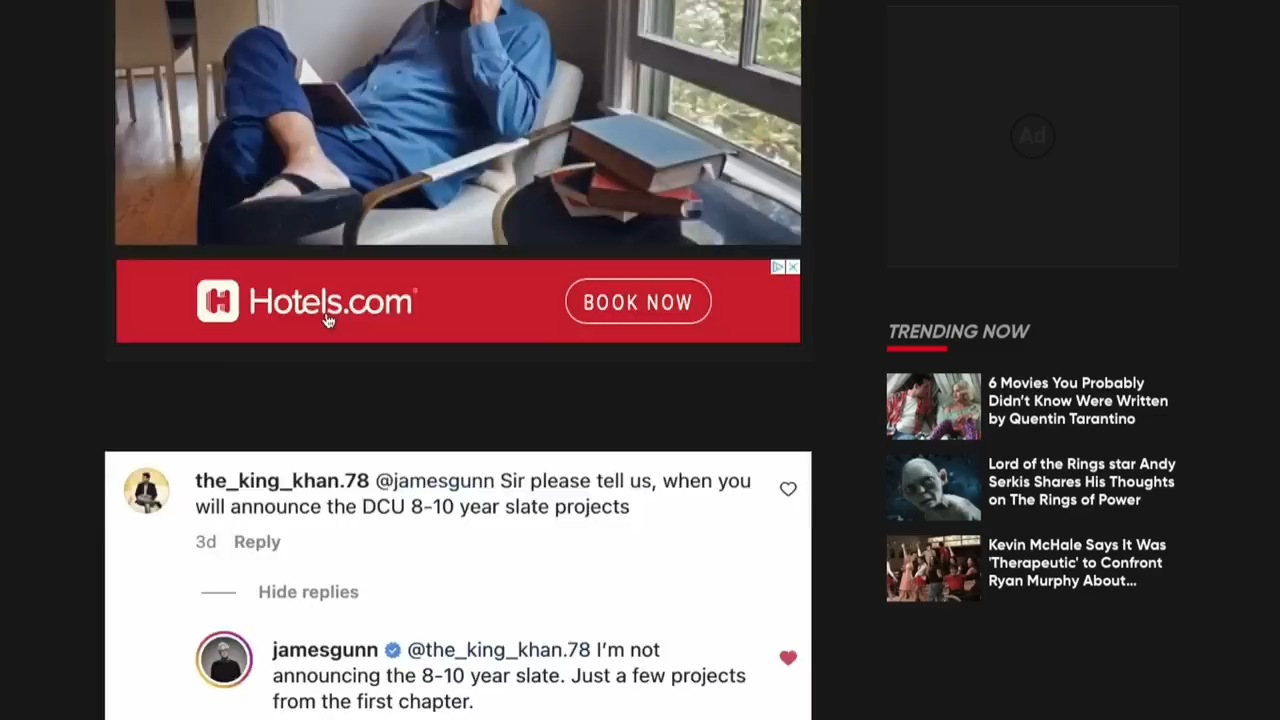 Hotels.com
BOOK NOW
Ad
TRENDING NOW
6 Movies You Probably
Didn’t Know Were Written
by Quentin Tarantino
Lord of the Rings star Andy
Serkis Shares His Thoughts
on The Rings of Power
Kevin McHale Says It Was
'Therapeutic' to Confront
Ryan Murphy About...
the_king_khan.78 @jamesgunn Sir please tell us, when you
will announce the DCU 8-10 year slate projects
3d Reply
Hide replies
jamesgunn @the_king_khan.78 I’m not
announcing the 8-10 year slate. Just a few projects
from the first chapter.